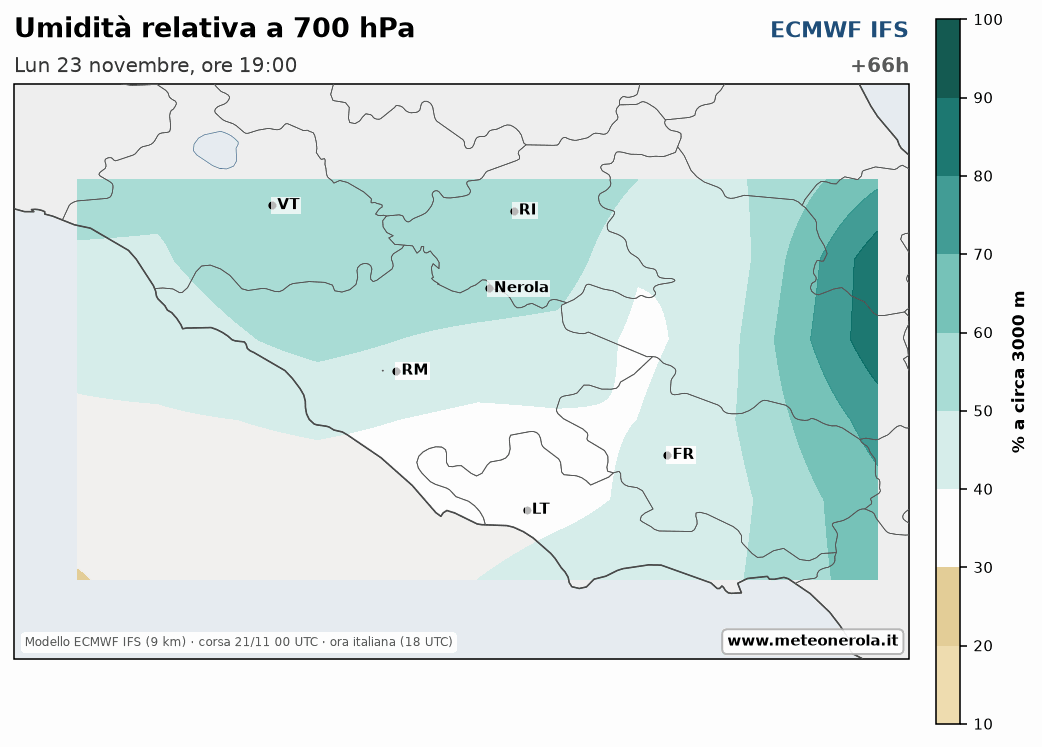 Umidità relativa a 700 hPa
ECMWF IFS
Lun 23 novembre, ore 19:00
+66h
VT
RI
Nerola
RM
FR
LT
100
90
80
70
60
50
40
30
20
10
% a circa 3000 m
Modello ECMWF IFS (9 km) · corsa 21/11 00 UTC · ora italiana (18 UTC)
www.meteonerola.it